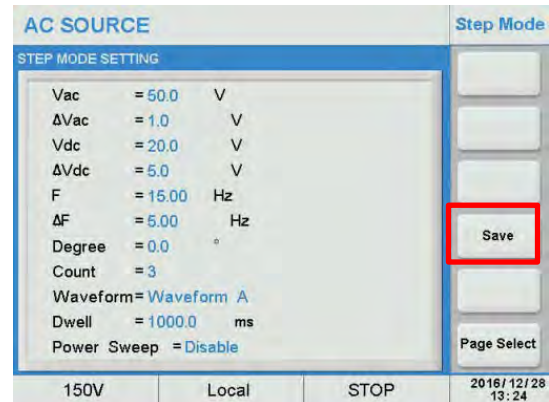 AC SOURCE
Step Mode
STEP MODE SETTING
Vac = 50.0 V
ΔVac = 1.0 V
Vdc = 20.0 V
ΔVdc = 5.0 V
F = 15.00 Hz
ΔF = 5.00 Hz
Degree = 0.0 °
Count = 3
Waveform = Waveform A
Dwell = 1000.0 ms
Power Sweep = Disable
Save
Page Select
150V Local STOP 2016/12/28
13:24